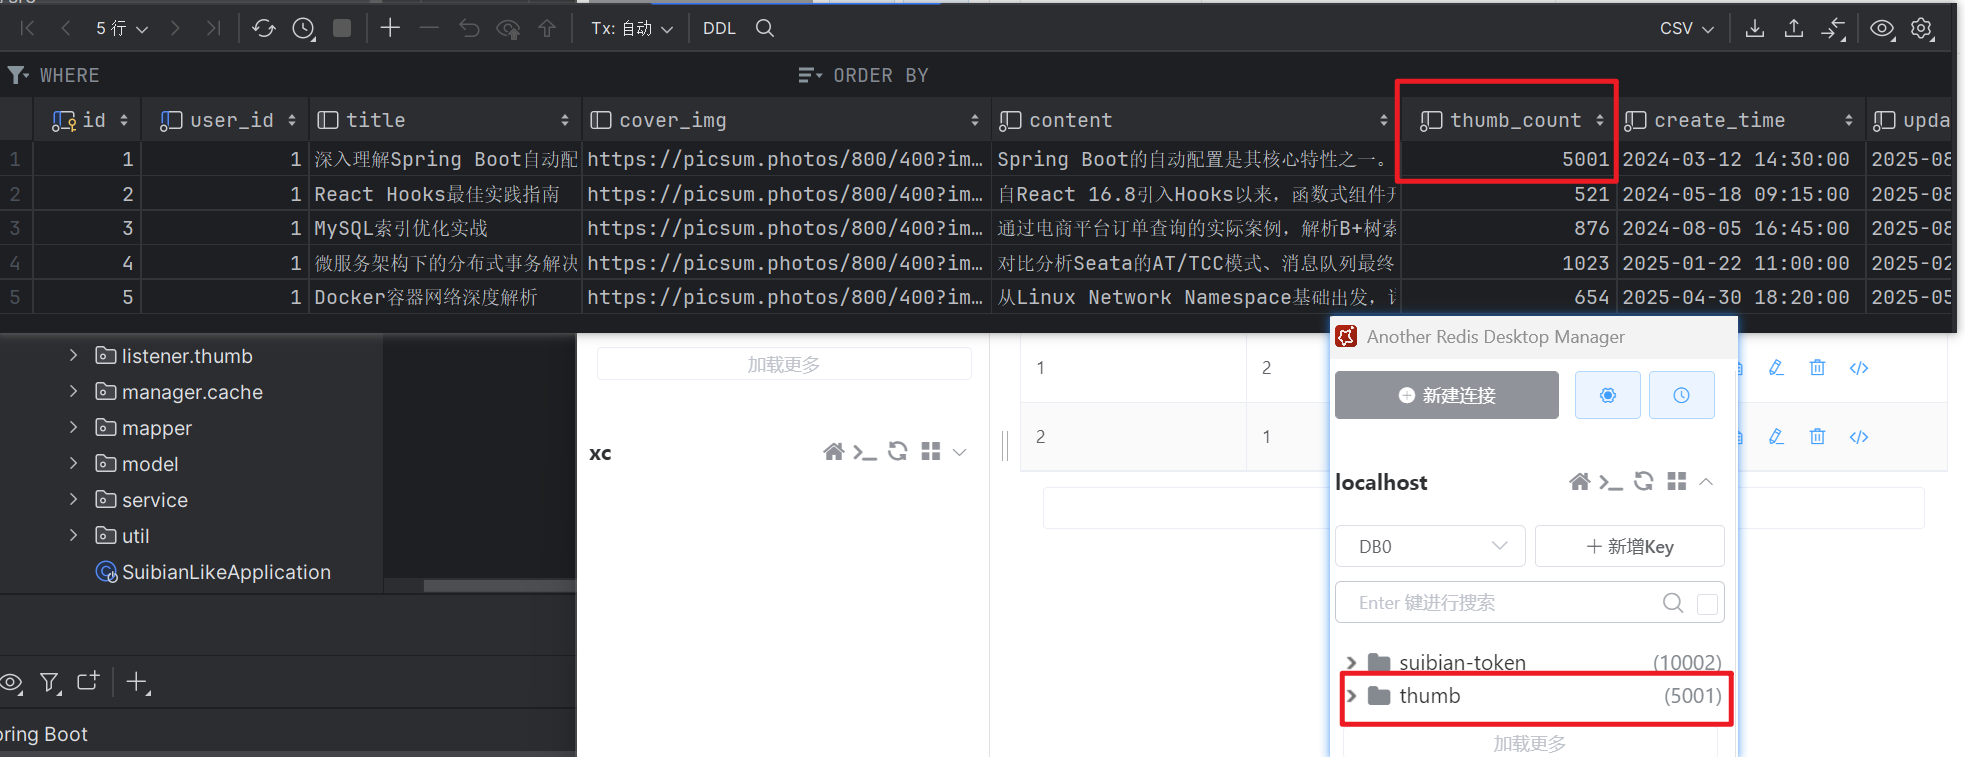 5 行
Tx: 自动
DDL
CSV
WHERE
ORDER BY
id user_id title cover_img content thumb_count create_time upda
1 1 1 深入理解Spring Boot自动配 https://picsum.photos/800/400?im… Spring Boot的自动配置是其核心特性之一。 5001 2024-03-12 14:30:00 2025-08
2 2 1 React Hooks最佳实践指南 https://picsum.photos/800/400?im… 自React 16.8引入Hooks以来，函数式组件开 521 2024-05-18 09:15:00 2025-08
3 3 1 MySQL索引优化实战 https://picsum.photos/800/400?im… 通过电商平台订单查询的实际案例，解析B+树索 876 2024-08-05 16:45:00 2025-08
4 4 1 微服务架构下的分布式事务解决 https://picsum.photos/800/400?im… 对比分析Seata的AT/TCC模式、消息队列最终 1023 2025-01-22 11:00:00 2025-02
5 5 1 Docker容器网络深度解析 https://picsum.photos/800/400?im… 从Linux Network Namespace基础出发， 654 2025-04-30 18:20:00 2025-05
listener.thumb
manager.cache
mapper
model
service
util
SuibianLikeApplication
pring Boot
加载更多
xc
1 2
2 1
Another Redis Desktop Manager
新建连接
localhost
DB0
新增Key
Enter 键进行搜索
suibian-token (10002)
thumb (5001)
加载更多